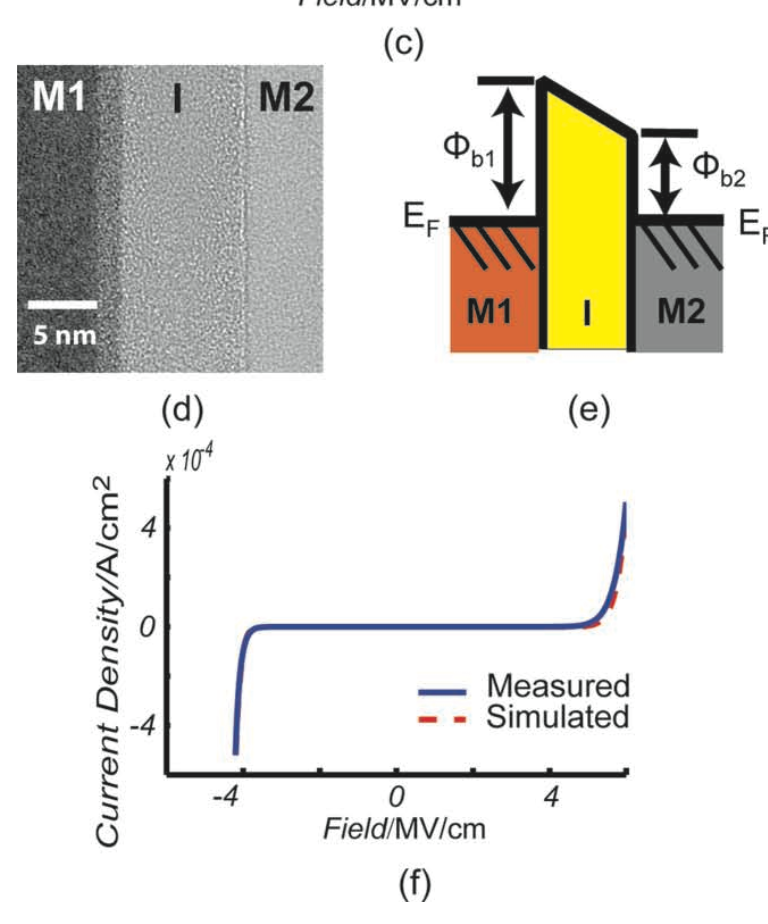 Field/MV/cm
(c)
M1 I M2
5 nm
(d)
Φb1
Φb2
EF
EF
M1 I M2
(e)
x 10-4
Current Density/A/cm2
4
0
-4
Measured
Simulated
-4 0 4
Field/MV/cm
(f)